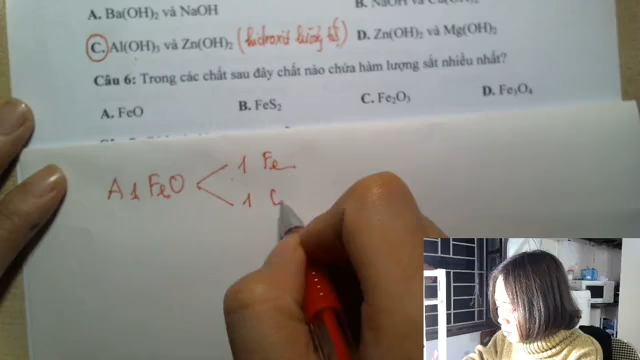 A. Ba(OH)₂ và NaOH
C. Al(OH)₃ và Zn(OH)₂ (hidroxit lưỡng tính) D. Zn(OH)₂ và Mg(OH)₂
Câu 6: Trong các chất sau đây chất nào chứa hàm lượng sắt nhiều nhất?
A. FeO B. FeS₂ C. Fe₂O₃ D. Fe₃O₄
A, FeO < 1 Fe
1